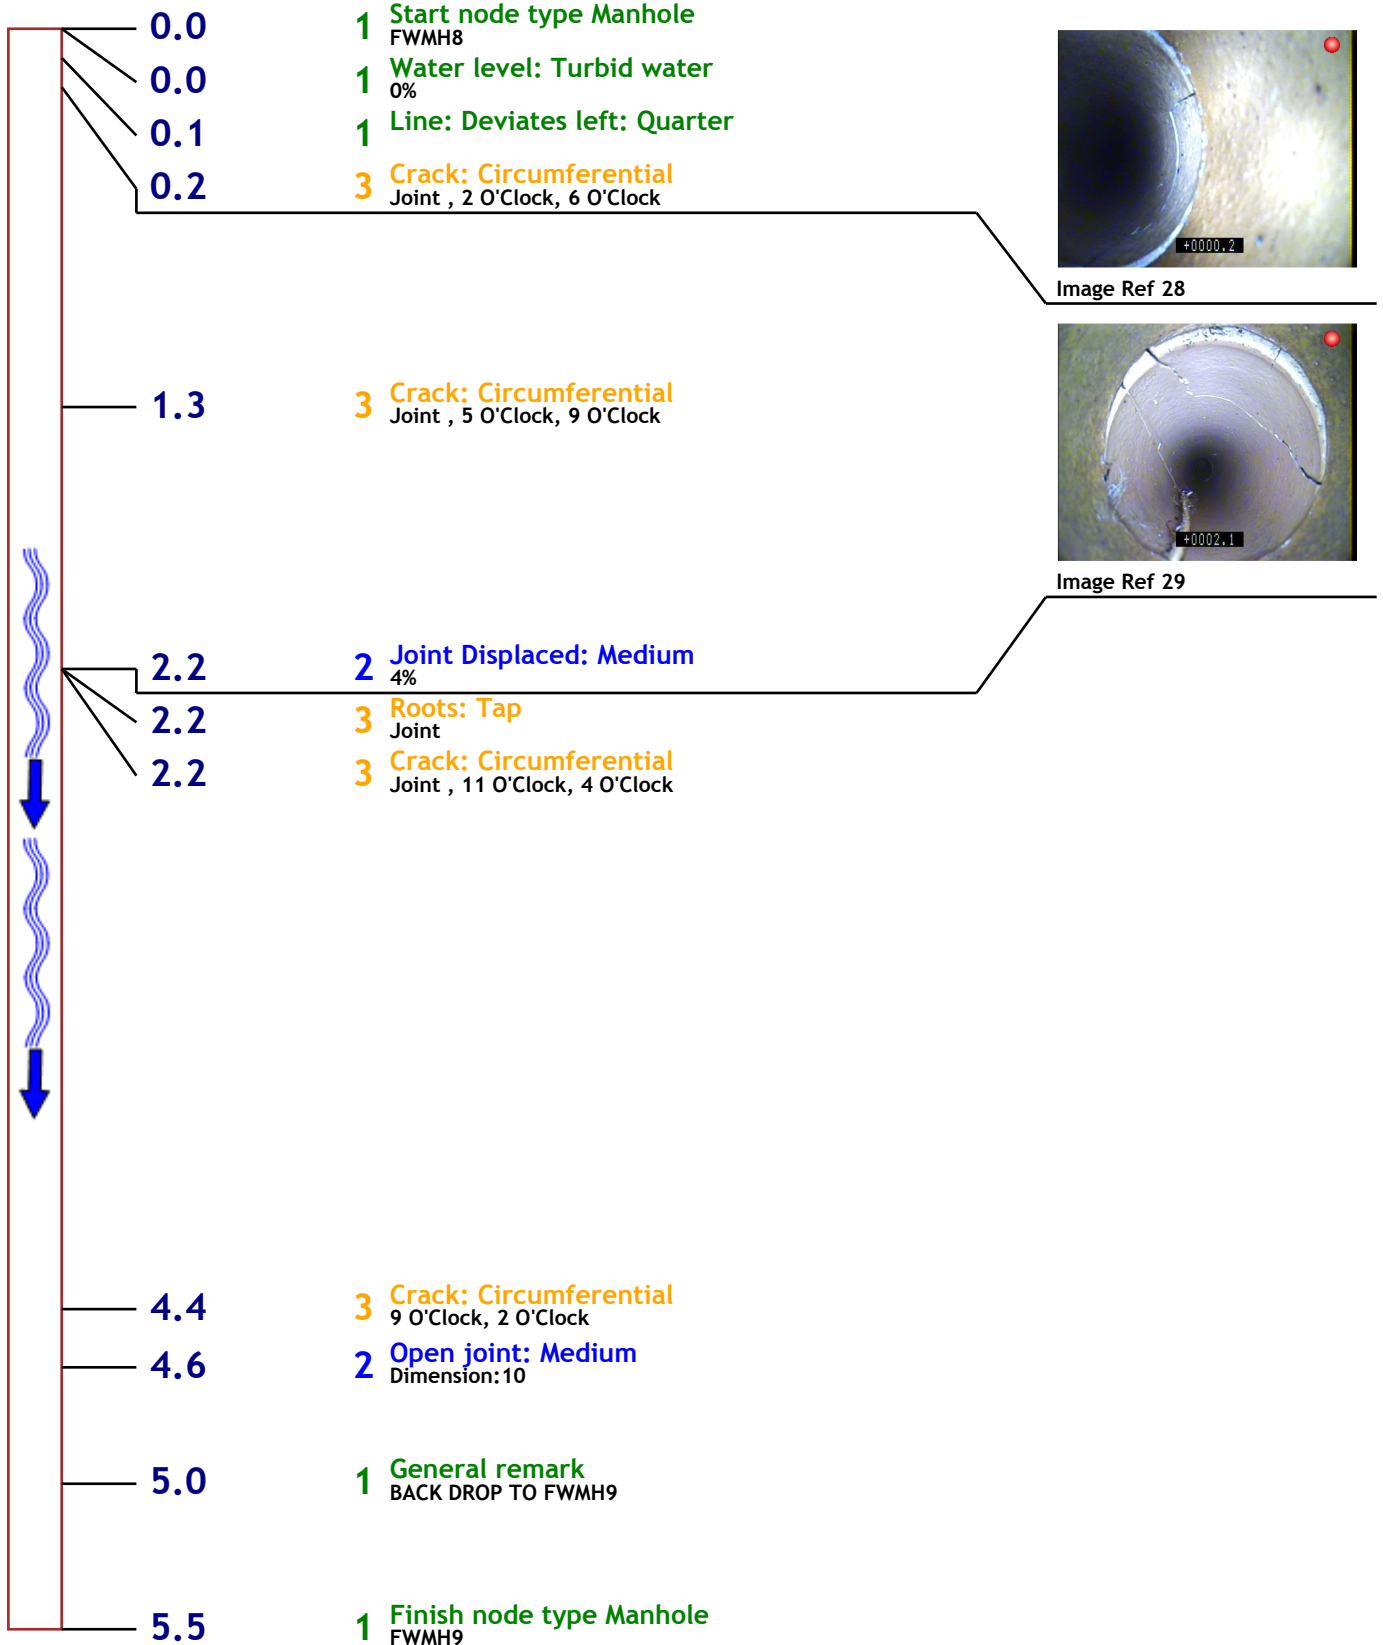 0.0 1 Start node type Manhole
FWMH8
0.0 1 Water level: Turbid water
0%
0.1 1 Line: Deviates left: Quarter
0.2 3 Crack: Circumferential
Joint , 2 O'Clock, 6 O'Clock
+0000.2
Image Ref 28
1.3 3 Crack: Circumferential
Joint , 5 O'Clock, 9 O'Clock
+0002.1
Image Ref 29
2.2 2 Joint Displaced: Medium
4%
2.2 3 Roots: Tap
Joint
2.2 3 Crack: Circumferential
Joint , 11 O'Clock, 4 O'Clock
4.4 3 Crack: Circumferential
9 O'Clock, 2 O'Clock
4.6 2 Open joint: Medium
Dimension:10
5.0 1 General remark
BACK DROP TO FWMH9
5.5 1 Finish node type Manhole
FWMH9